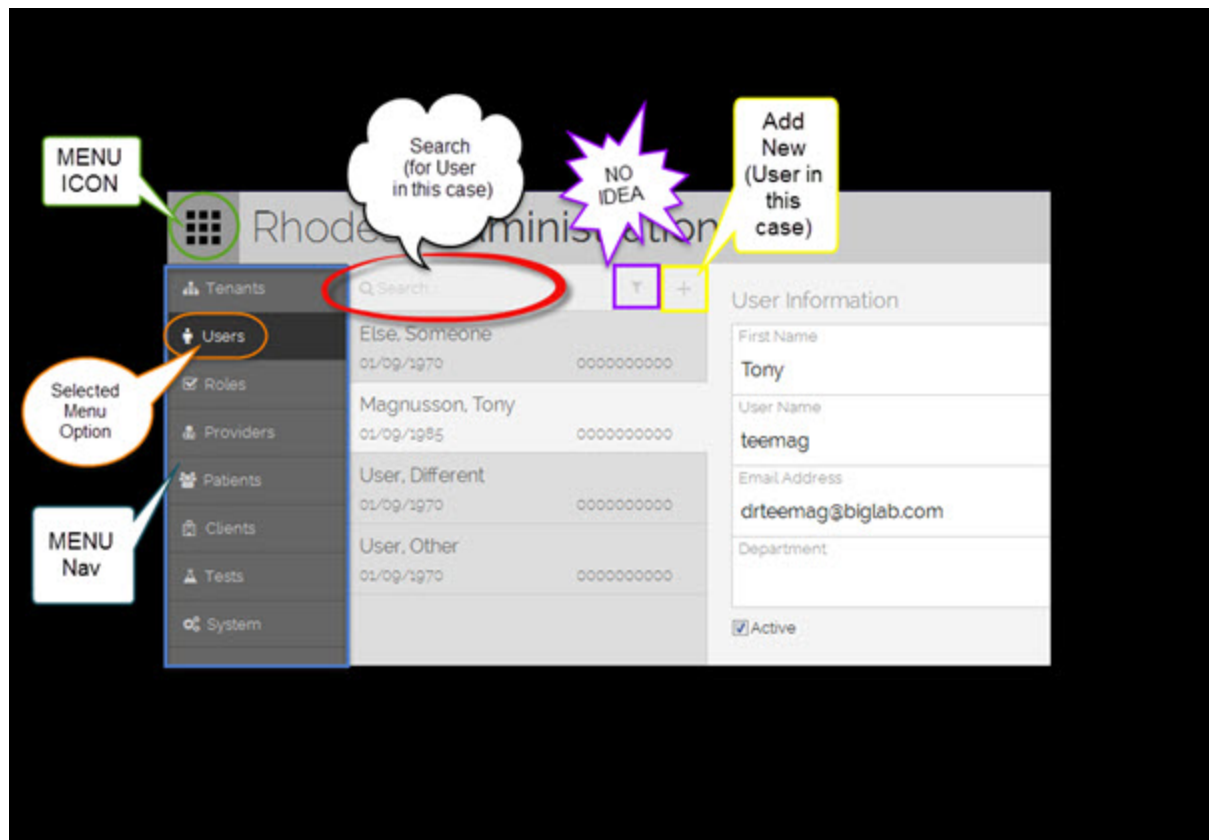 MENU
ICON
Search
(for User
in this case)
NO
IDEA
Add
New
(User in
this
case)
Tenants
Search
User Information
Users
Else, Someone
01/09/1970 0000000000
First Name
Tony
Selected
Menu
Option
Roles
Magnusson, Tony
01/09/1985 0000000000
User Name
teemag
Providers
Patients
User, Different
01/09/1970 0000000000
Email Address
drteemag@biglab.com
MENU
Nav
Clients
User, Other
01/09/1970 0000000000
Department
Tests
System
Active